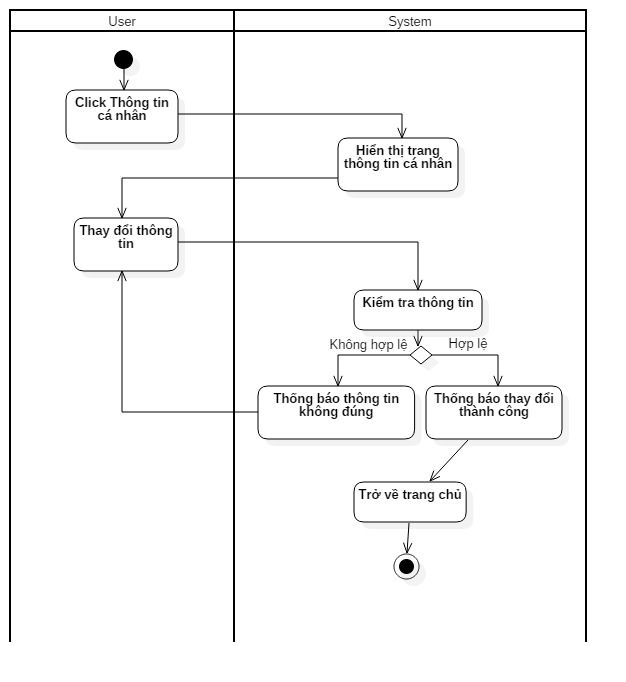 User
System
Click Thông tin
cá nhân
Hiển thị trang
thông tin cá nhân
Thay đổi thông
tin
Kiểm tra thông tin
Không hợp lệ
Hợp lệ
Thông báo thông tin
không đúng
Thông báo thay đổi
thành công
Trở về trang chủ